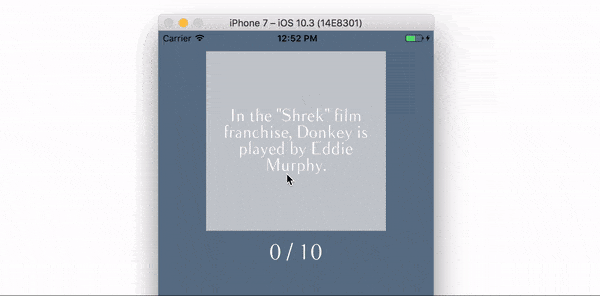 iPhone 7 – iOS 10.3 (14E8301)
Carrier 12:52 PM
In the "Shrek" film
franchise, Donkey is
played by Eddie
Murphy.
0 / 10